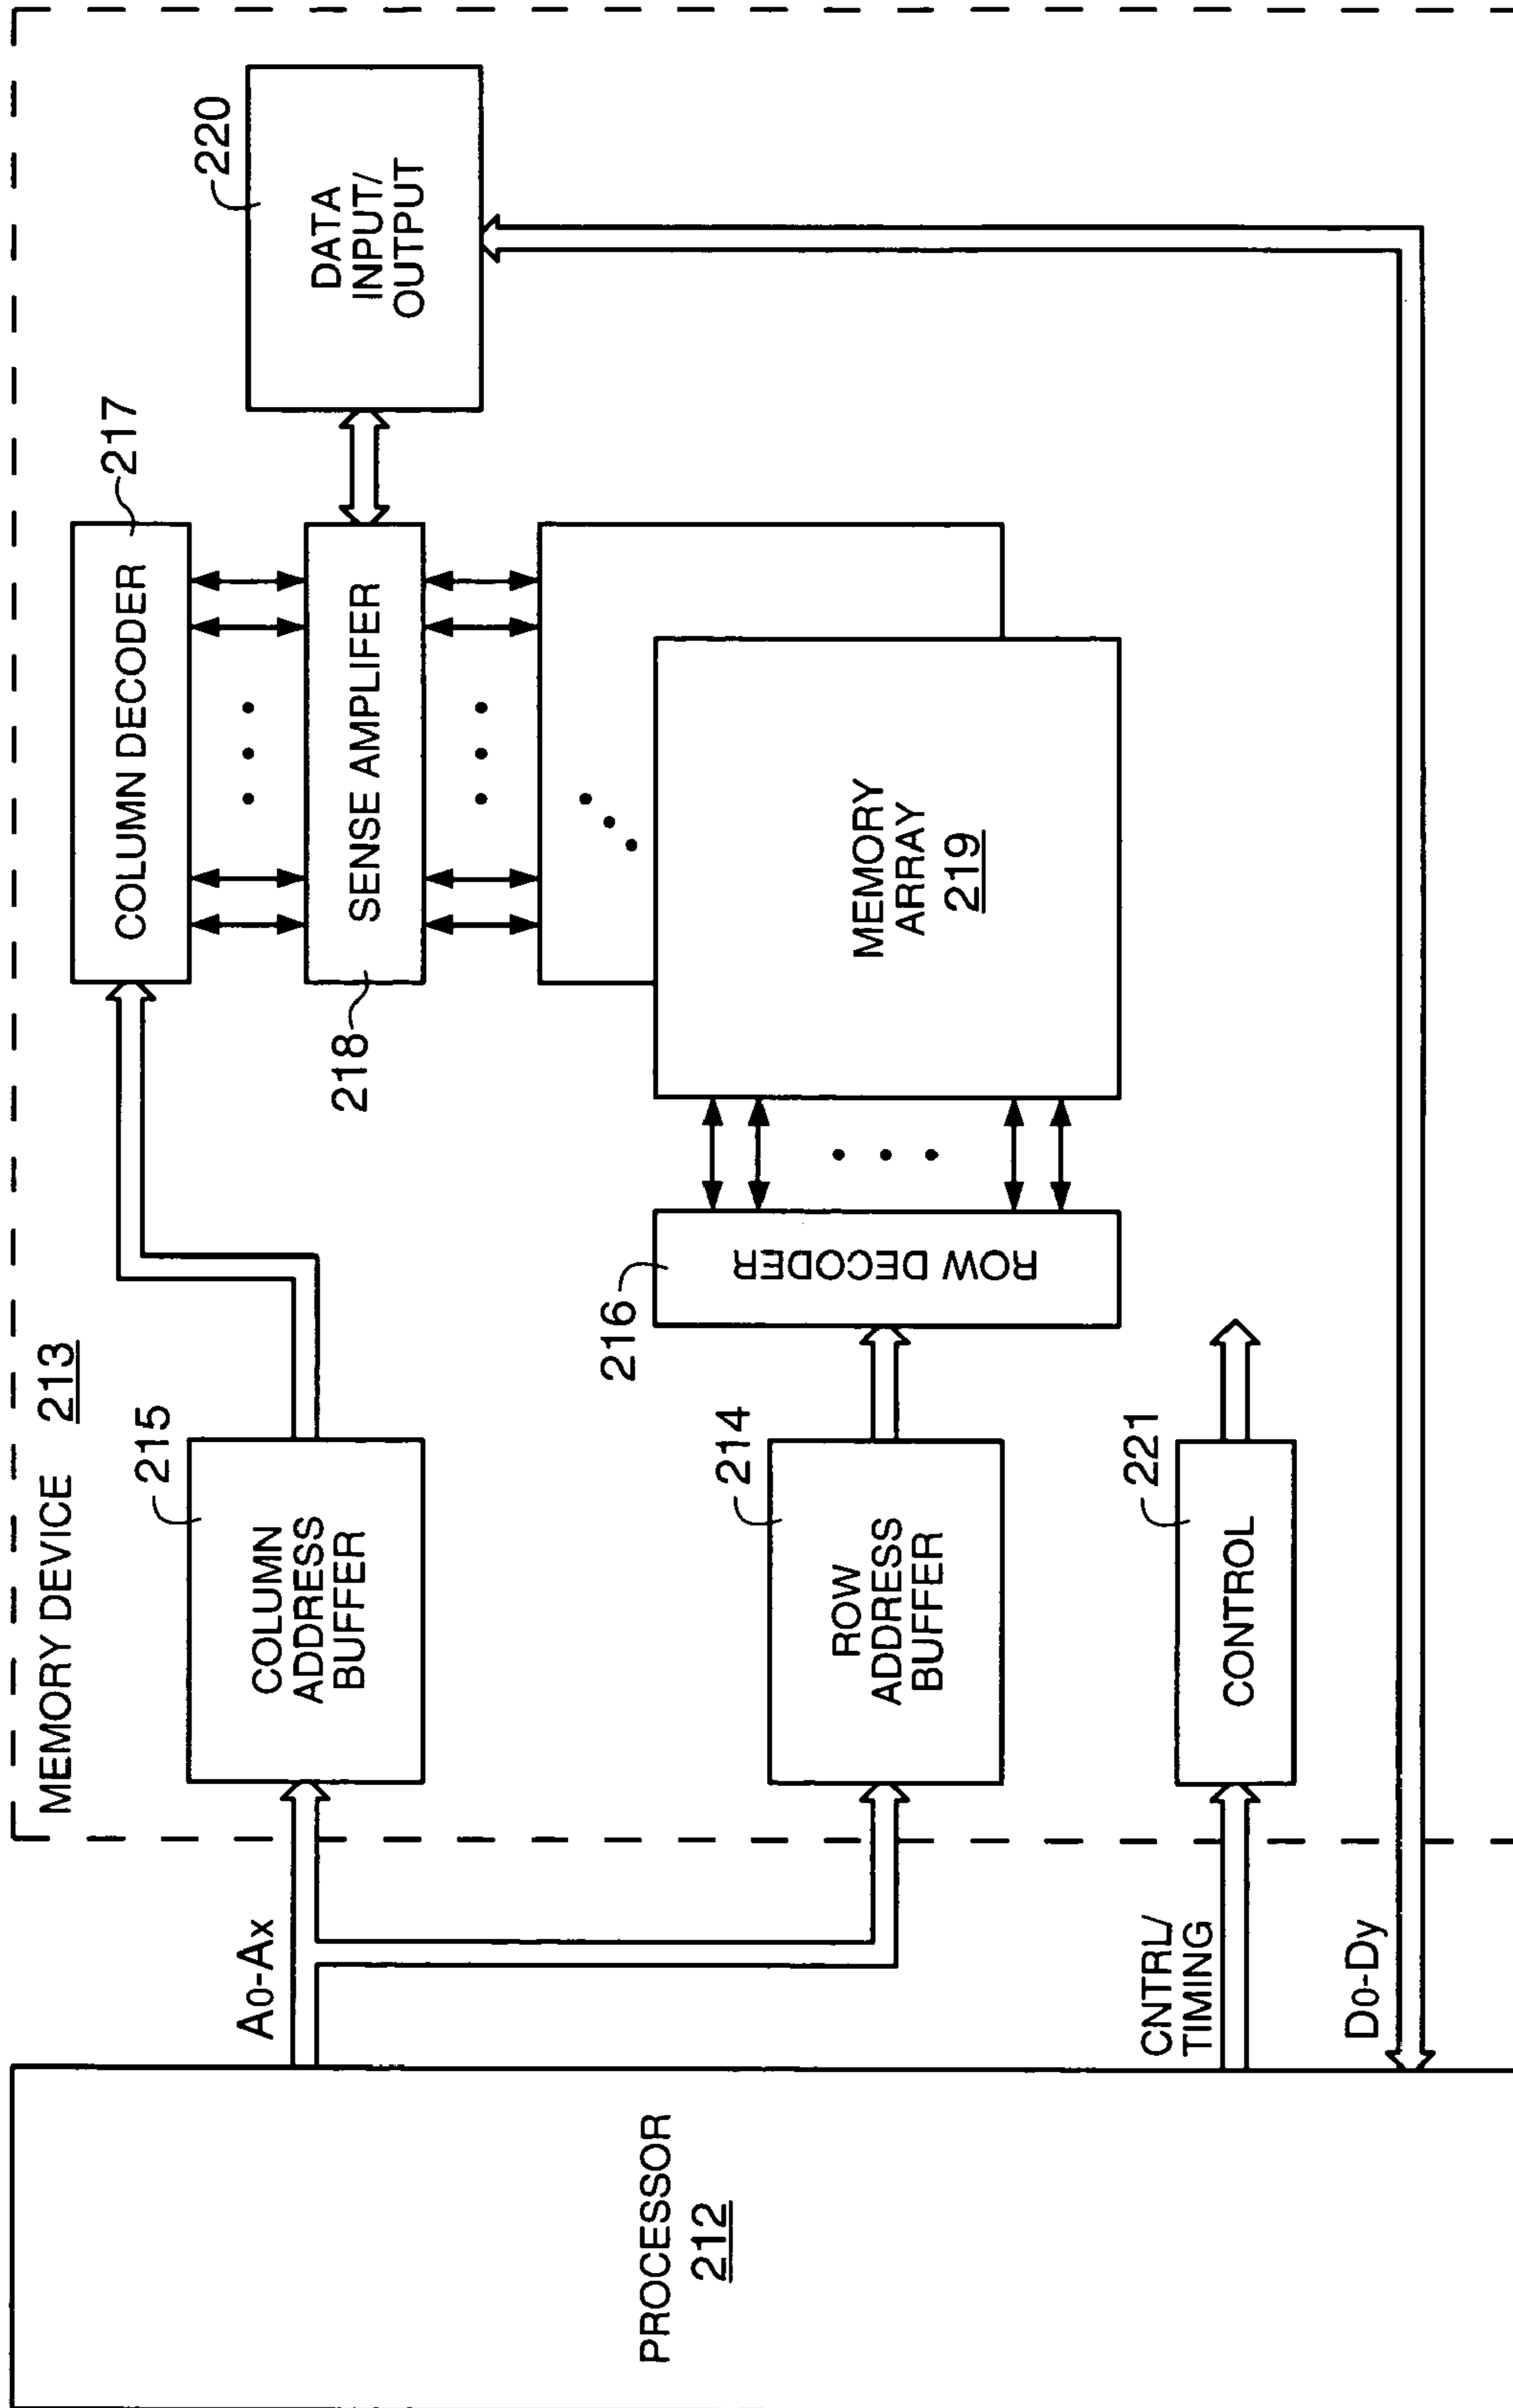 MEMORY DEVICE 213
PROCESSOR
212
A0-Ax
CNTRL/
TIMING
D0-Dy
215
COLUMN
ADDRESS
BUFFER
214
ROW
ADDRESS
BUFFER
221
CONTROL
216
ROW DECODER
COLUMN DECODER
217
SENSE AMPLIFER
218
MEMORY
ARRAY
219
220
DATA
INPUT/
OUTPUT